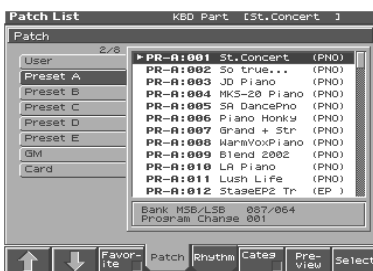 Patch List KBD Part [St.Concert ]
Patch
2/8
User
Preset A
Preset B
Preset C
Preset D
Preset E
GM
Card
PR-A:001 St.Concert (PNO)
PR-A:002 So true... (PNO)
PR-A:003 JD Piano (PNO)
PR-A:004 MKS-20 Piano (PNO)
PR-A:005 SA DancePno (PNO)
PR-A:006 Piano Honky (PNO)
PR-A:007 Grand + Str (PNO)
PR-A:008 WarmVoxPiano (PNO)
PR-A:009 Blend 2002 (PNO)
PR-A:010 LA Piano (PNO)
PR-A:011 Lush Life (PNO)
PR-A:012 StageEP2 Tr (EP )
Bank MSB/LSB 087/064
Program Change 001
Favor-ite Patch Rhythm Categ Pre-view Select